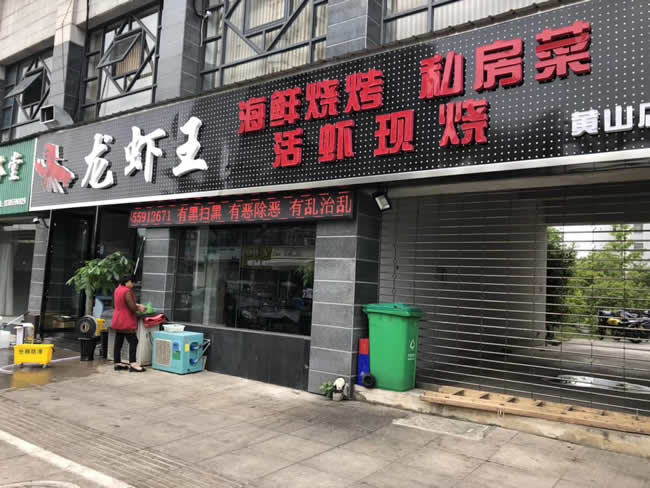 龙虾王
海鲜烧烤 私房菜
活虾现烧
黄山店
55912671 有黑扫黑 有恶除恶 有乱治乱